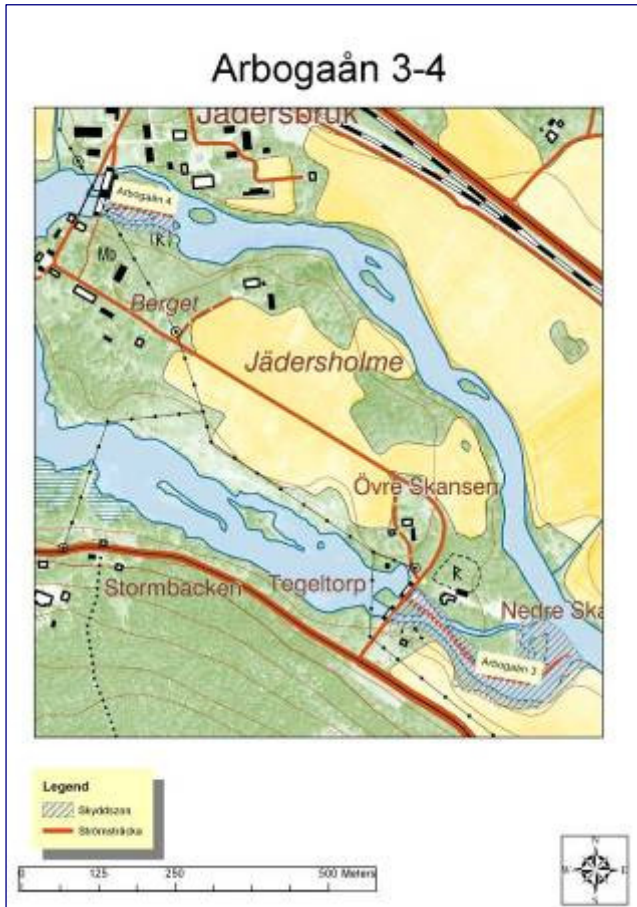 Arbogaån 3-4
Jädersbruk
Arbogaån 4
R
Mo
Berget
Jädersholme
Övre Skansen
Stormbacken
Tegeltorp
R
Nedre Ska
Arbogaån 3
Legend
Skyddszon
Strömsträcka
0 125 250 500 Meters
N
W E
S